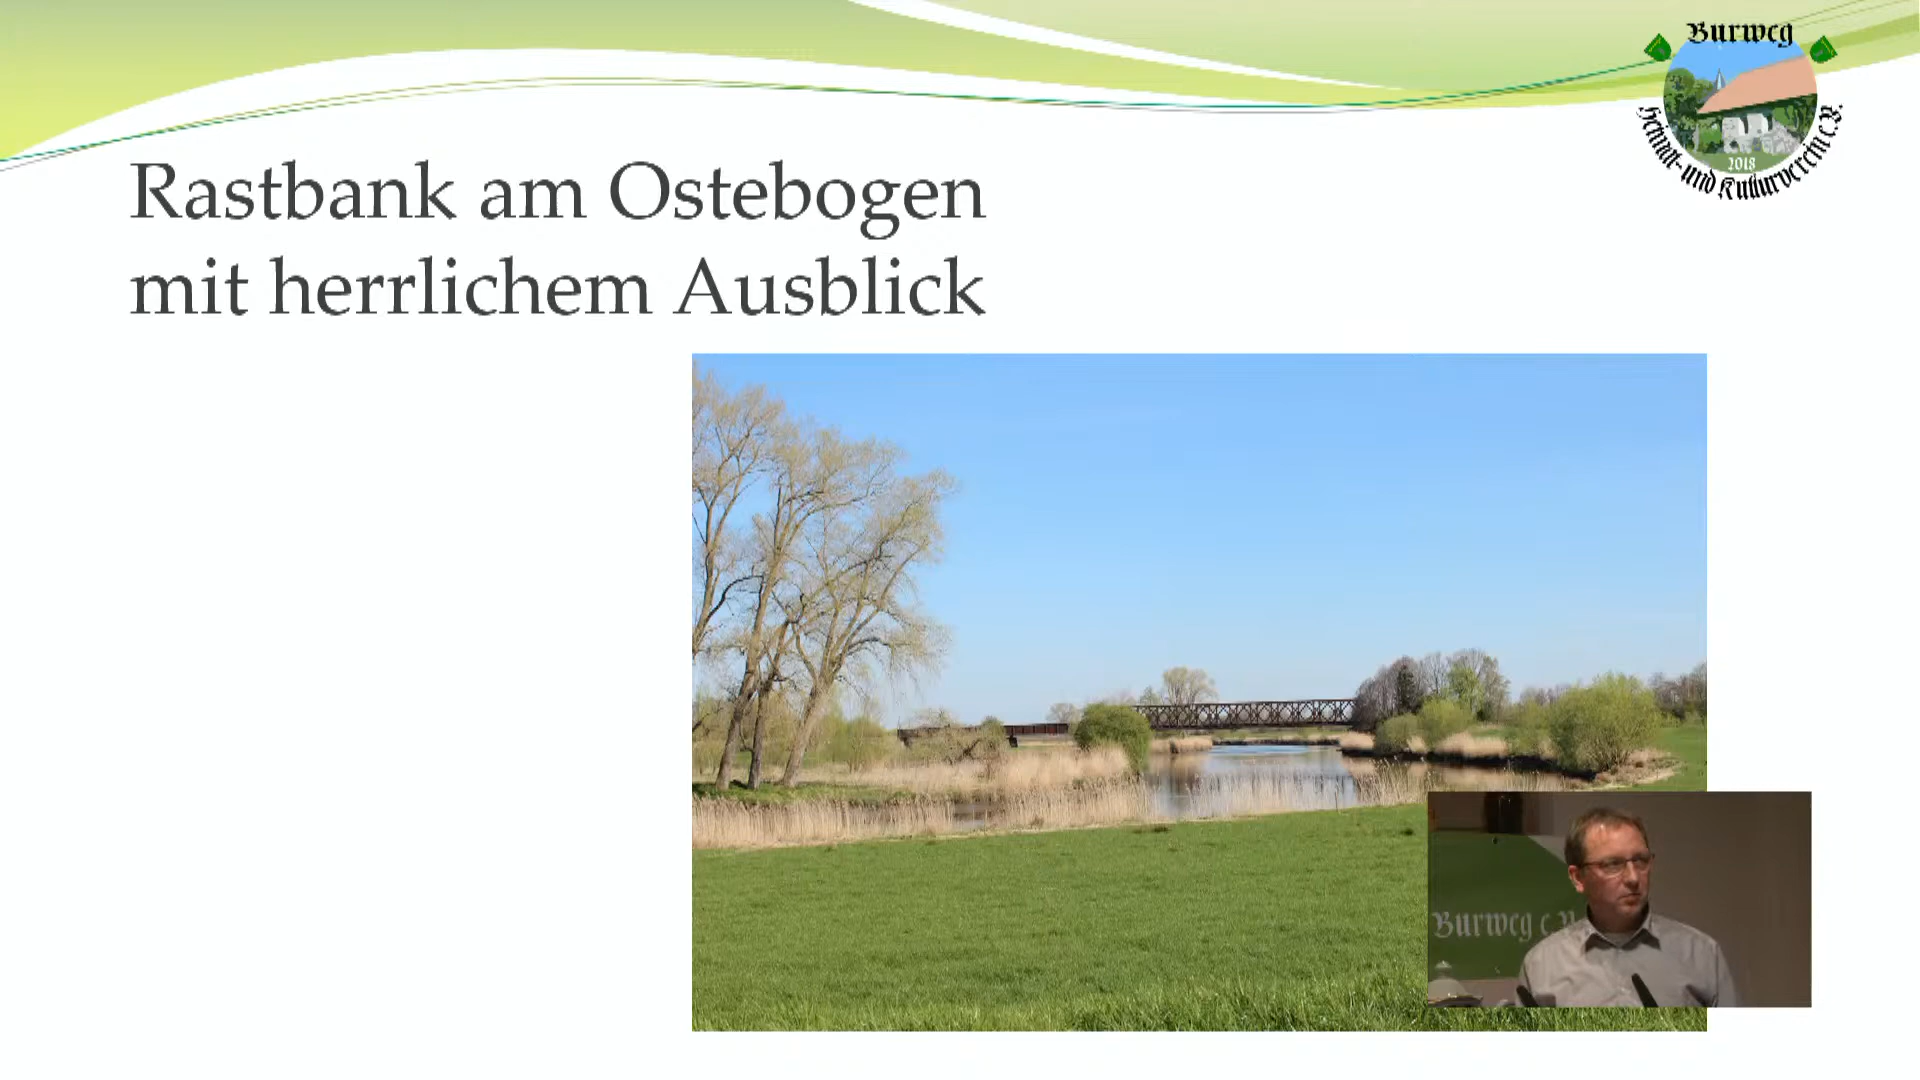 Burweg
Heimat- und Kulturverein e.V.
2018
Rastbank am Ostebogen
mit herrlichem Ausblick
Burweg e.V.